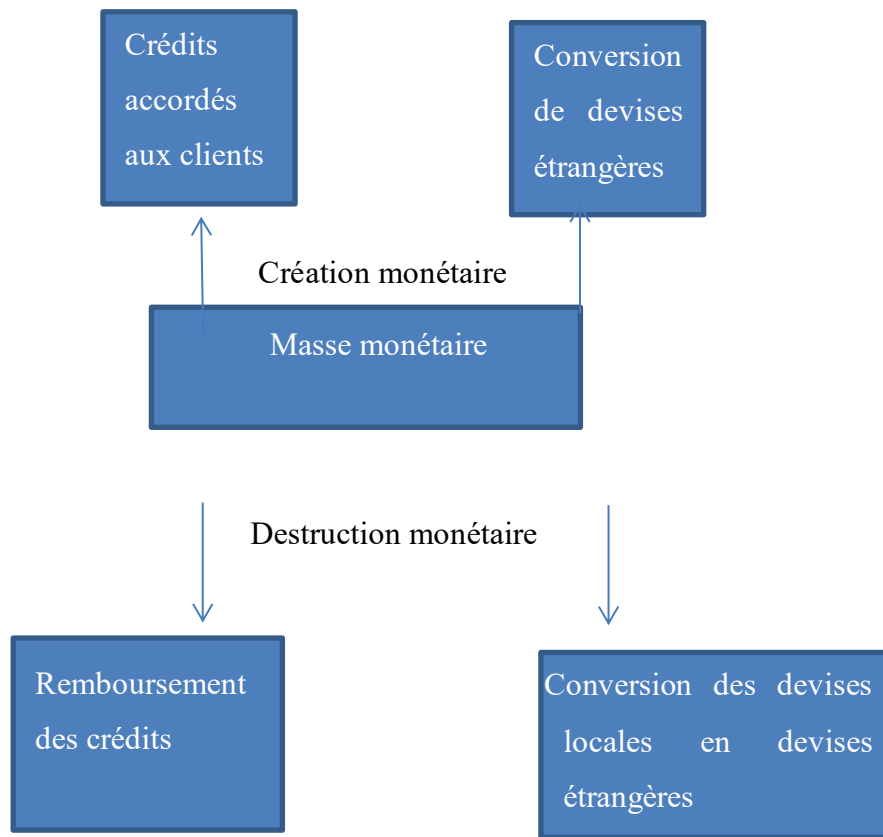 Crédits
accordés
aux clients
Conversion
de devises
étrangères
Création monétaire
Masse monétaire
Destruction monétaire
Remboursement
des crédits
Conversion des devises
locales en devises
étrangères